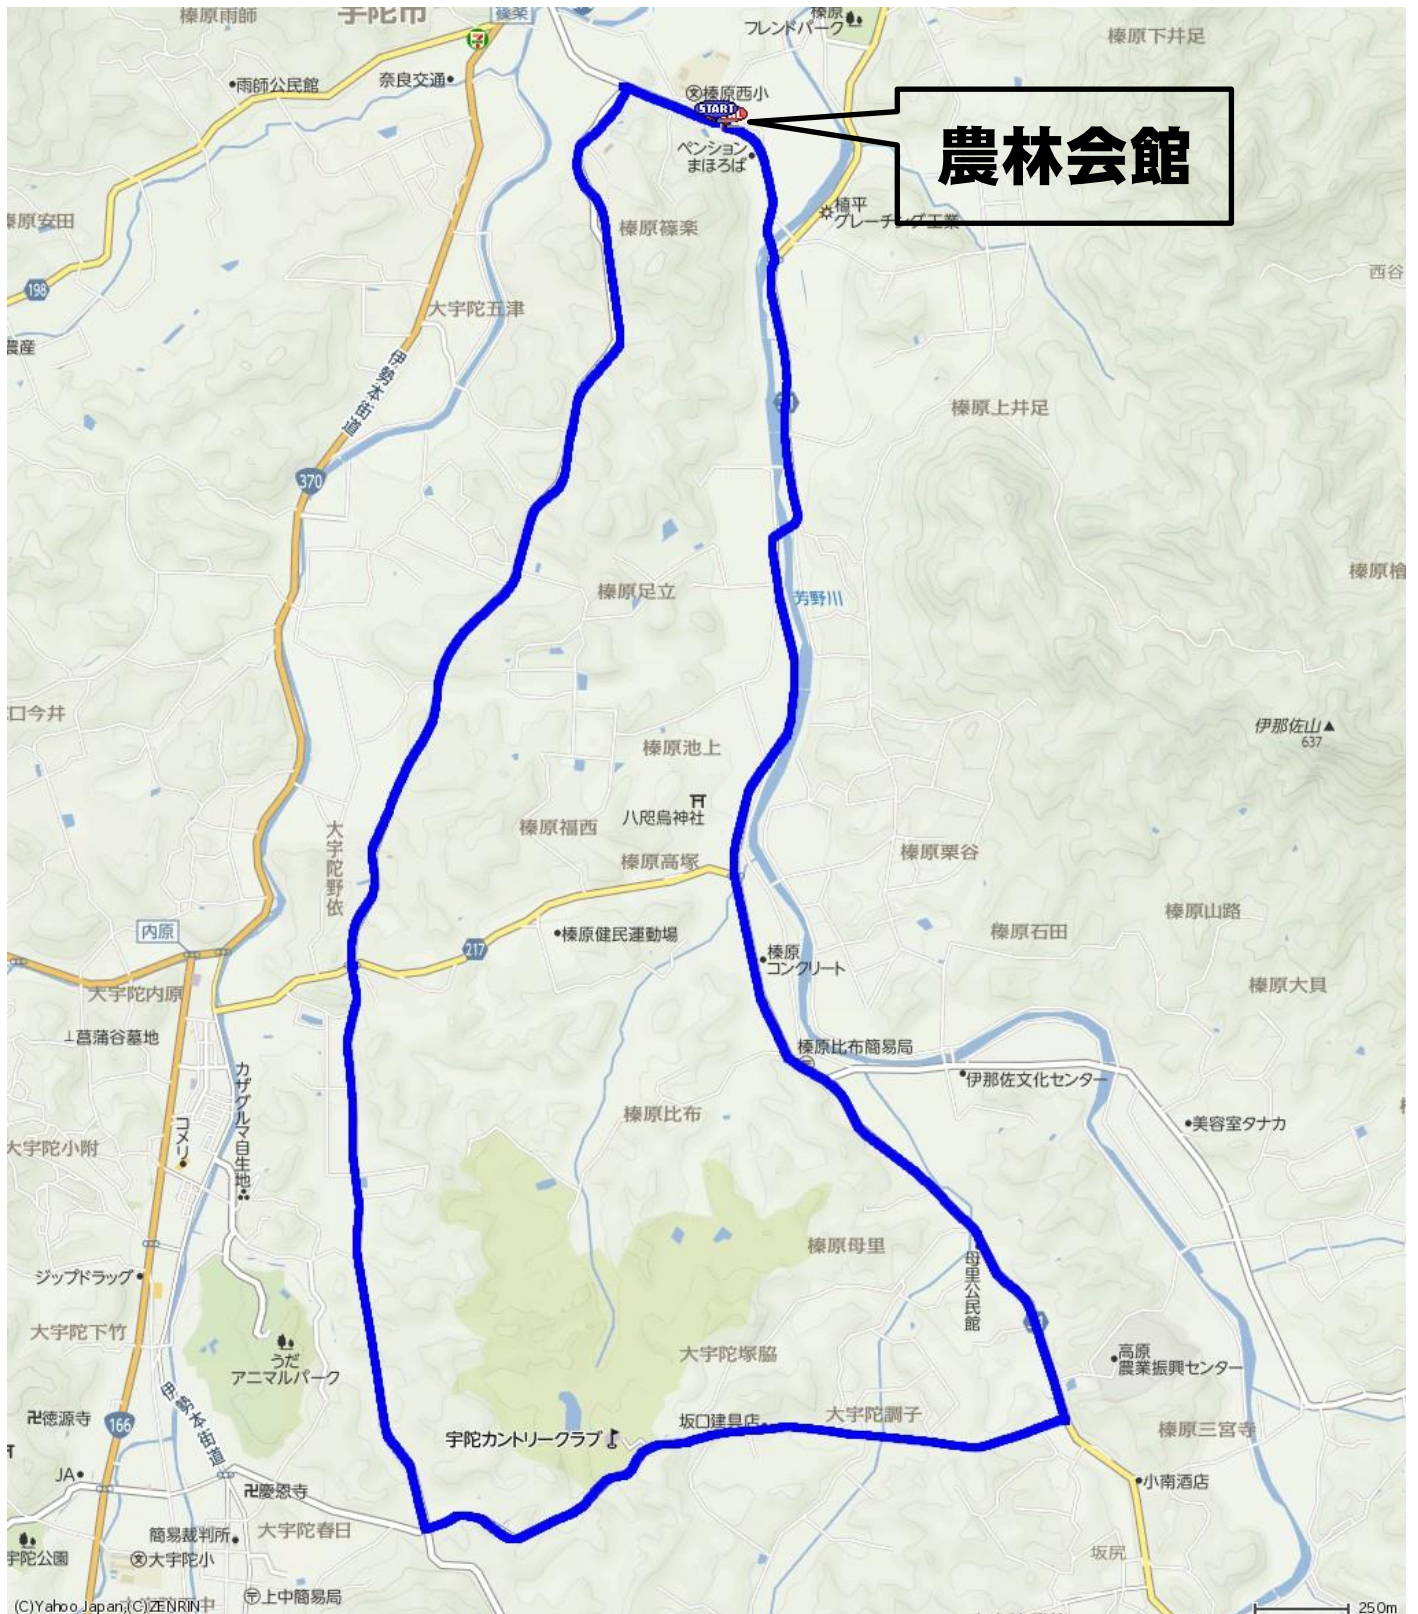 榛原雨師
宇陀市
篠楽
榛原
フレンドパーク
榛原下井足
雨師公民館
奈良交通
榛原西小
START
農林会館
ペンション
まほろば
植平
グレーチング工業
榛原篠楽
榛原安田
西谷
198
大宇陀五津
農産
伊勢本街道
榛原上井足
370
榛原足立
芳野川
榛原檜
口今井
伊那佐山
637
榛原池上
八咫烏神社
榛原福西
大宇陀野依
榛原高塚
榛原栗谷
榛原山路
内原
217
榛原健民運動場
榛原石田
榛原
コンクリート
榛原大貝
大宇陀内原
菖蒲谷墓地
榛原比布簡易局
伊那佐文化センター
カザグルマ自生地
コメリ
榛原比布
美容室タナカ
大宇陀小附
榛原母里
母里公民館
ジップドラッグ
大宇陀下竹
うだ
アニマルパーク
大宇陀塚脇
高原
農業振興センター
伊勢本街道
徳源寺
166
坂口建具店
大宇陀調子
榛原三宮寺
宇陀カントリークラブ
JA
慶恩寺
小南酒店
簡易裁判所
大宇陀春日
宇陀公園
大宇陀小
坂尻
上中簡易局
(C)Yahoo Japan,(C)ZENRIN
250m